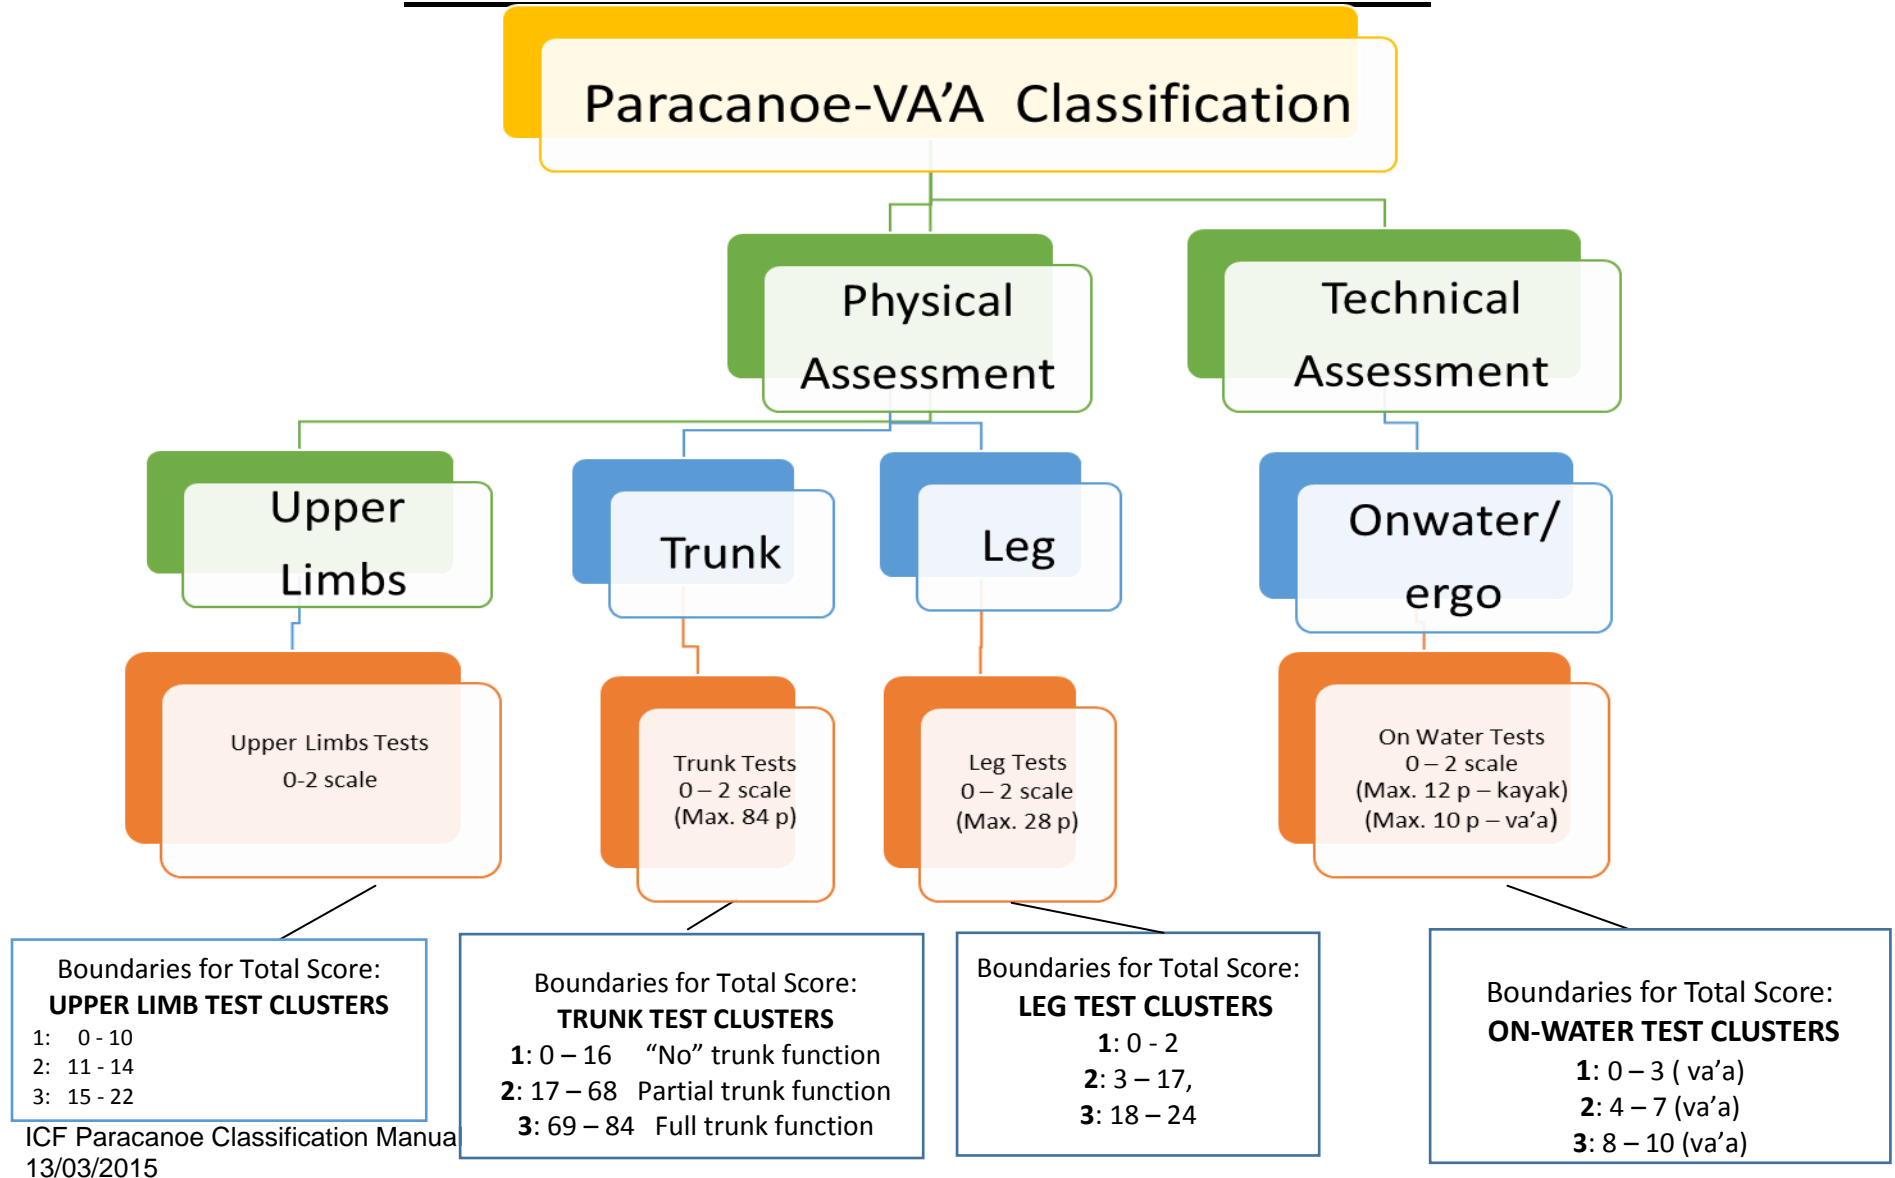 Paracanoe-VA’A  Classification
Physical
Assessment
Technical
Assessment
Upper
Limbs
Trunk
Leg
Onwater/
ergo
Upper Limbs Tests
0-2 scale
Trunk Tests
0 – 2 scale
(Max. 84 p)
Leg Tests
0 – 2 scale
(Max. 28 p)
On Water Tests
0 – 2 scale
(Max. 12 p – kayak)
(Max. 10 p – va’a)
Boundaries for Total Score:
UPPER LIMB TEST CLUSTERS
1:    0 - 10
2:  11 - 14
3:  15 - 22
Boundaries for Total Score:
TRUNK TEST CLUSTERS
1: 0 – 16    “No” trunk function
2: 17 – 68   Partial trunk function
3: 69 – 84   Full trunk function
Boundaries for Total Score:
LEG TEST CLUSTERS
1: 0 - 2
2: 3 – 17,
3: 18 – 24
Boundaries for Total Score:
ON-WATER TEST CLUSTERS
1: 0 – 3 ( va’a)
2: 4 – 7 (va’a)
3: 8 – 10 (va’a)
ICF Paracanoe Classification Manual
13/03/2015